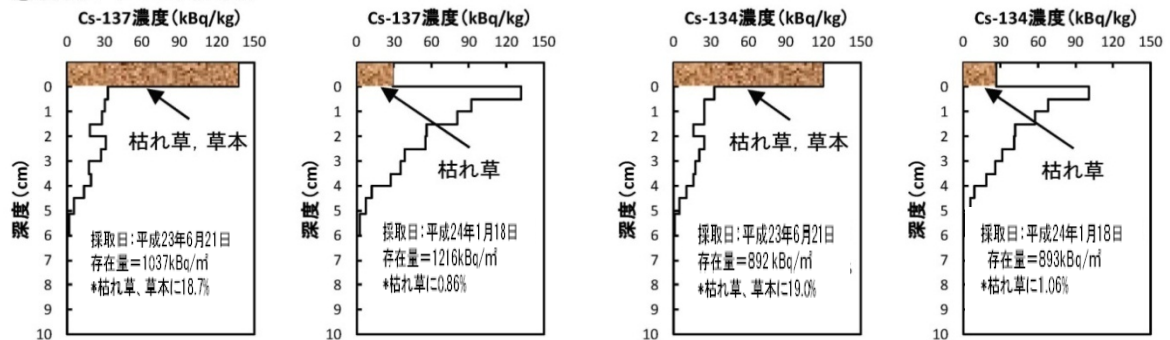 Cs-137濃度(kBq/kg)
0 30 60 90 120 150
0
1
2
3
4
5
6
7
8
9
10
深度(cm)
枯れ草，草本
採取日:平成23年6月21日
存在量=1037kBq/㎡
*枯れ草、草本に18.7%
Cs-137濃度(kBq/kg)
0 30 60 90 120 150
0
1
2
3
4
5
6
7
8
9
10
深度(cm)
枯れ草
採取日:平成24年1月18日
存在量=1216kBq/㎡
*枯れ草に0.86%
Cs-134濃度(kBq/kg)
0 30 60 90 120 150
0
1
2
3
4
5
6
7
8
9
10
深度(cm)
枯れ草，草本
採取日:平成23年6月21日
存在量=892 kBq/㎡
*枯れ草、草本に19.0%
Cs-134濃度(kBq/kg)
0 30 60 90 120 150
0
1
2
3
4
5
6
7
8
9
10
深度(cm)
枯れ草
採取日:平成24年1月18日
存在量=893kBq/㎡
*枯れ草に1.06%